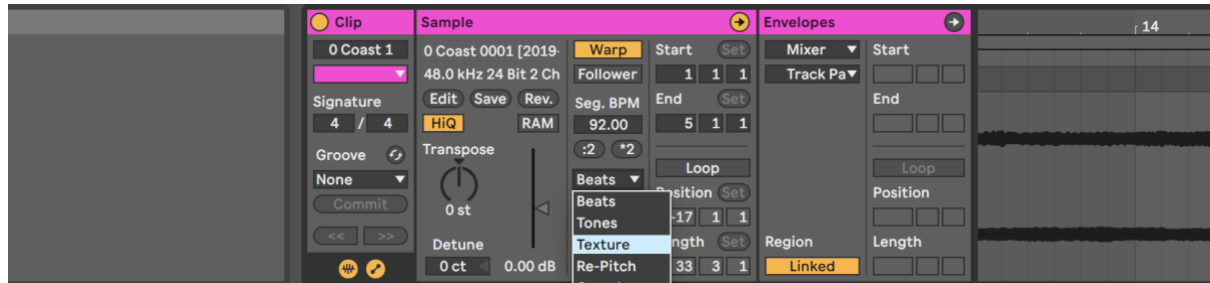 Clip
0 Coast 1
Signature
4 / 4
Groove
None
Commit
<< >>
Sample
0 Coast 0001 [2019-
48.0 kHz 24 Bit 2 Ch
Edit Save Rev.
HiQ RAM
Transpose
0 st
Detune
0 ct 0.00 dB
Warp
Follower
Seg. BPM
92.00
:2 *2
Beats
Beats
Tones
Texture
Re-Pitch
Start Set
1 1 1
End Set
5 1 1
Loop
Position Set
-17 1 1
ngth Set
33 3 1
Envelopes
Mixer
Track Pa
Region
Linked
Start
End
Loop
Position
Length
14